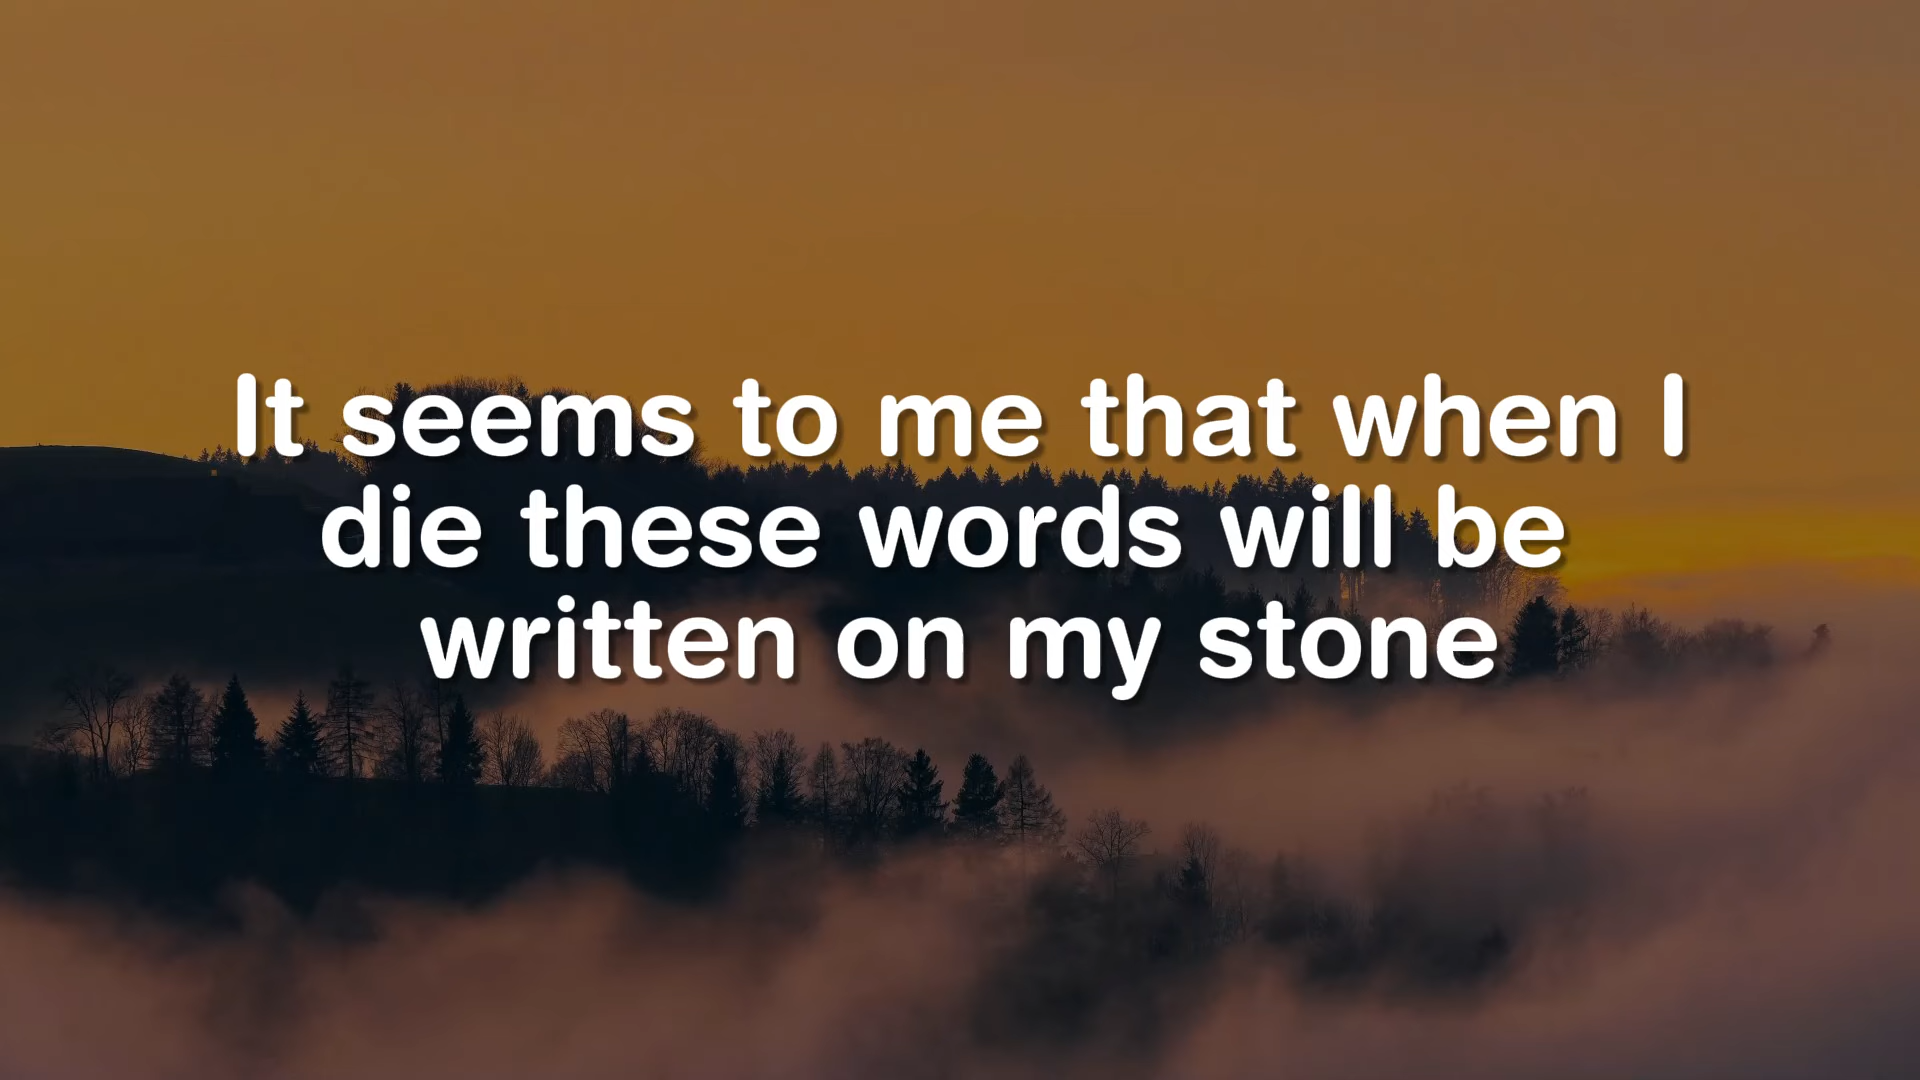 It seems to me that when I
die these words will be
written on my stone